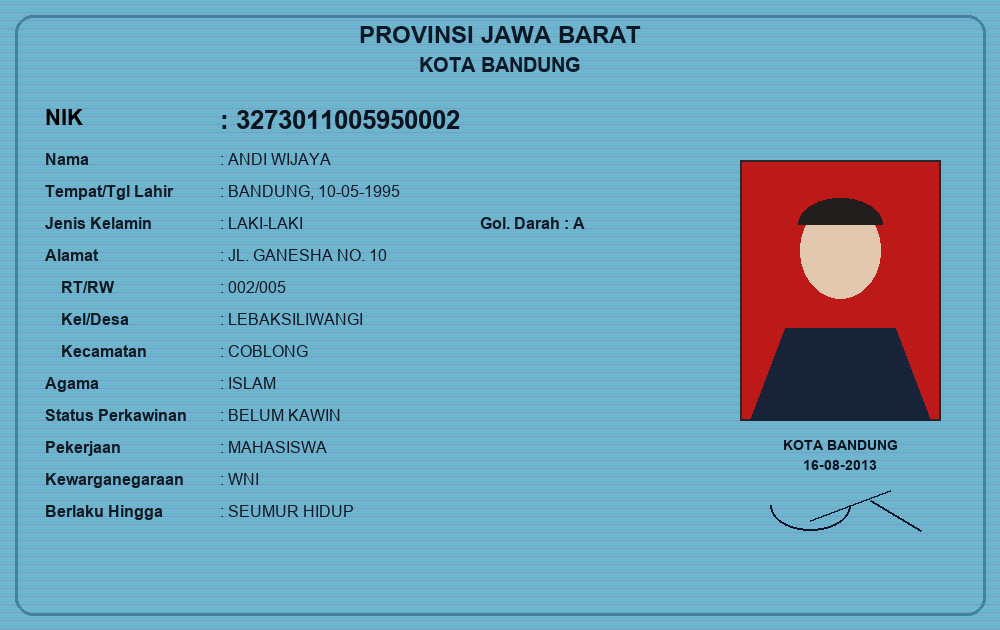 PROVINSI JAWA BARAT
KOTA BANDUNG
NIK : 3273011005950002
Nama : ANDI WIJAYA
Tempat/Tgl Lahir : BANDUNG, 10-05-1995
Jenis Kelamin : LAKI-LAKI Gol. Darah : A
Alamat : JL. GANESHA NO. 10
RT/RW : 002/005
Kel/Desa : LEBAKSILIWANGI
Kecamatan : COBLONG
Agama : ISLAM
Status Perkawinan : BELUM KAWIN
Pekerjaan : MAHASISWA
Kewarganegaraan : WNI
Berlaku Hingga : SEUMUR HIDUP
KOTA BANDUNG
16-08-2013